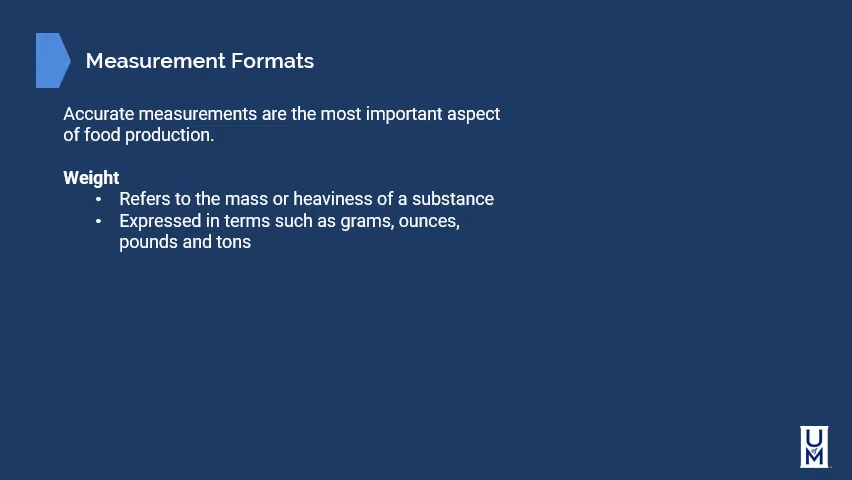 Measurement Formats
Accurate measurements are the most important aspect
of food production.
Weight
• Refers to the mass or heaviness of a substance
• Expressed in terms such as grams, ounces,
pounds and tons
U
of
M